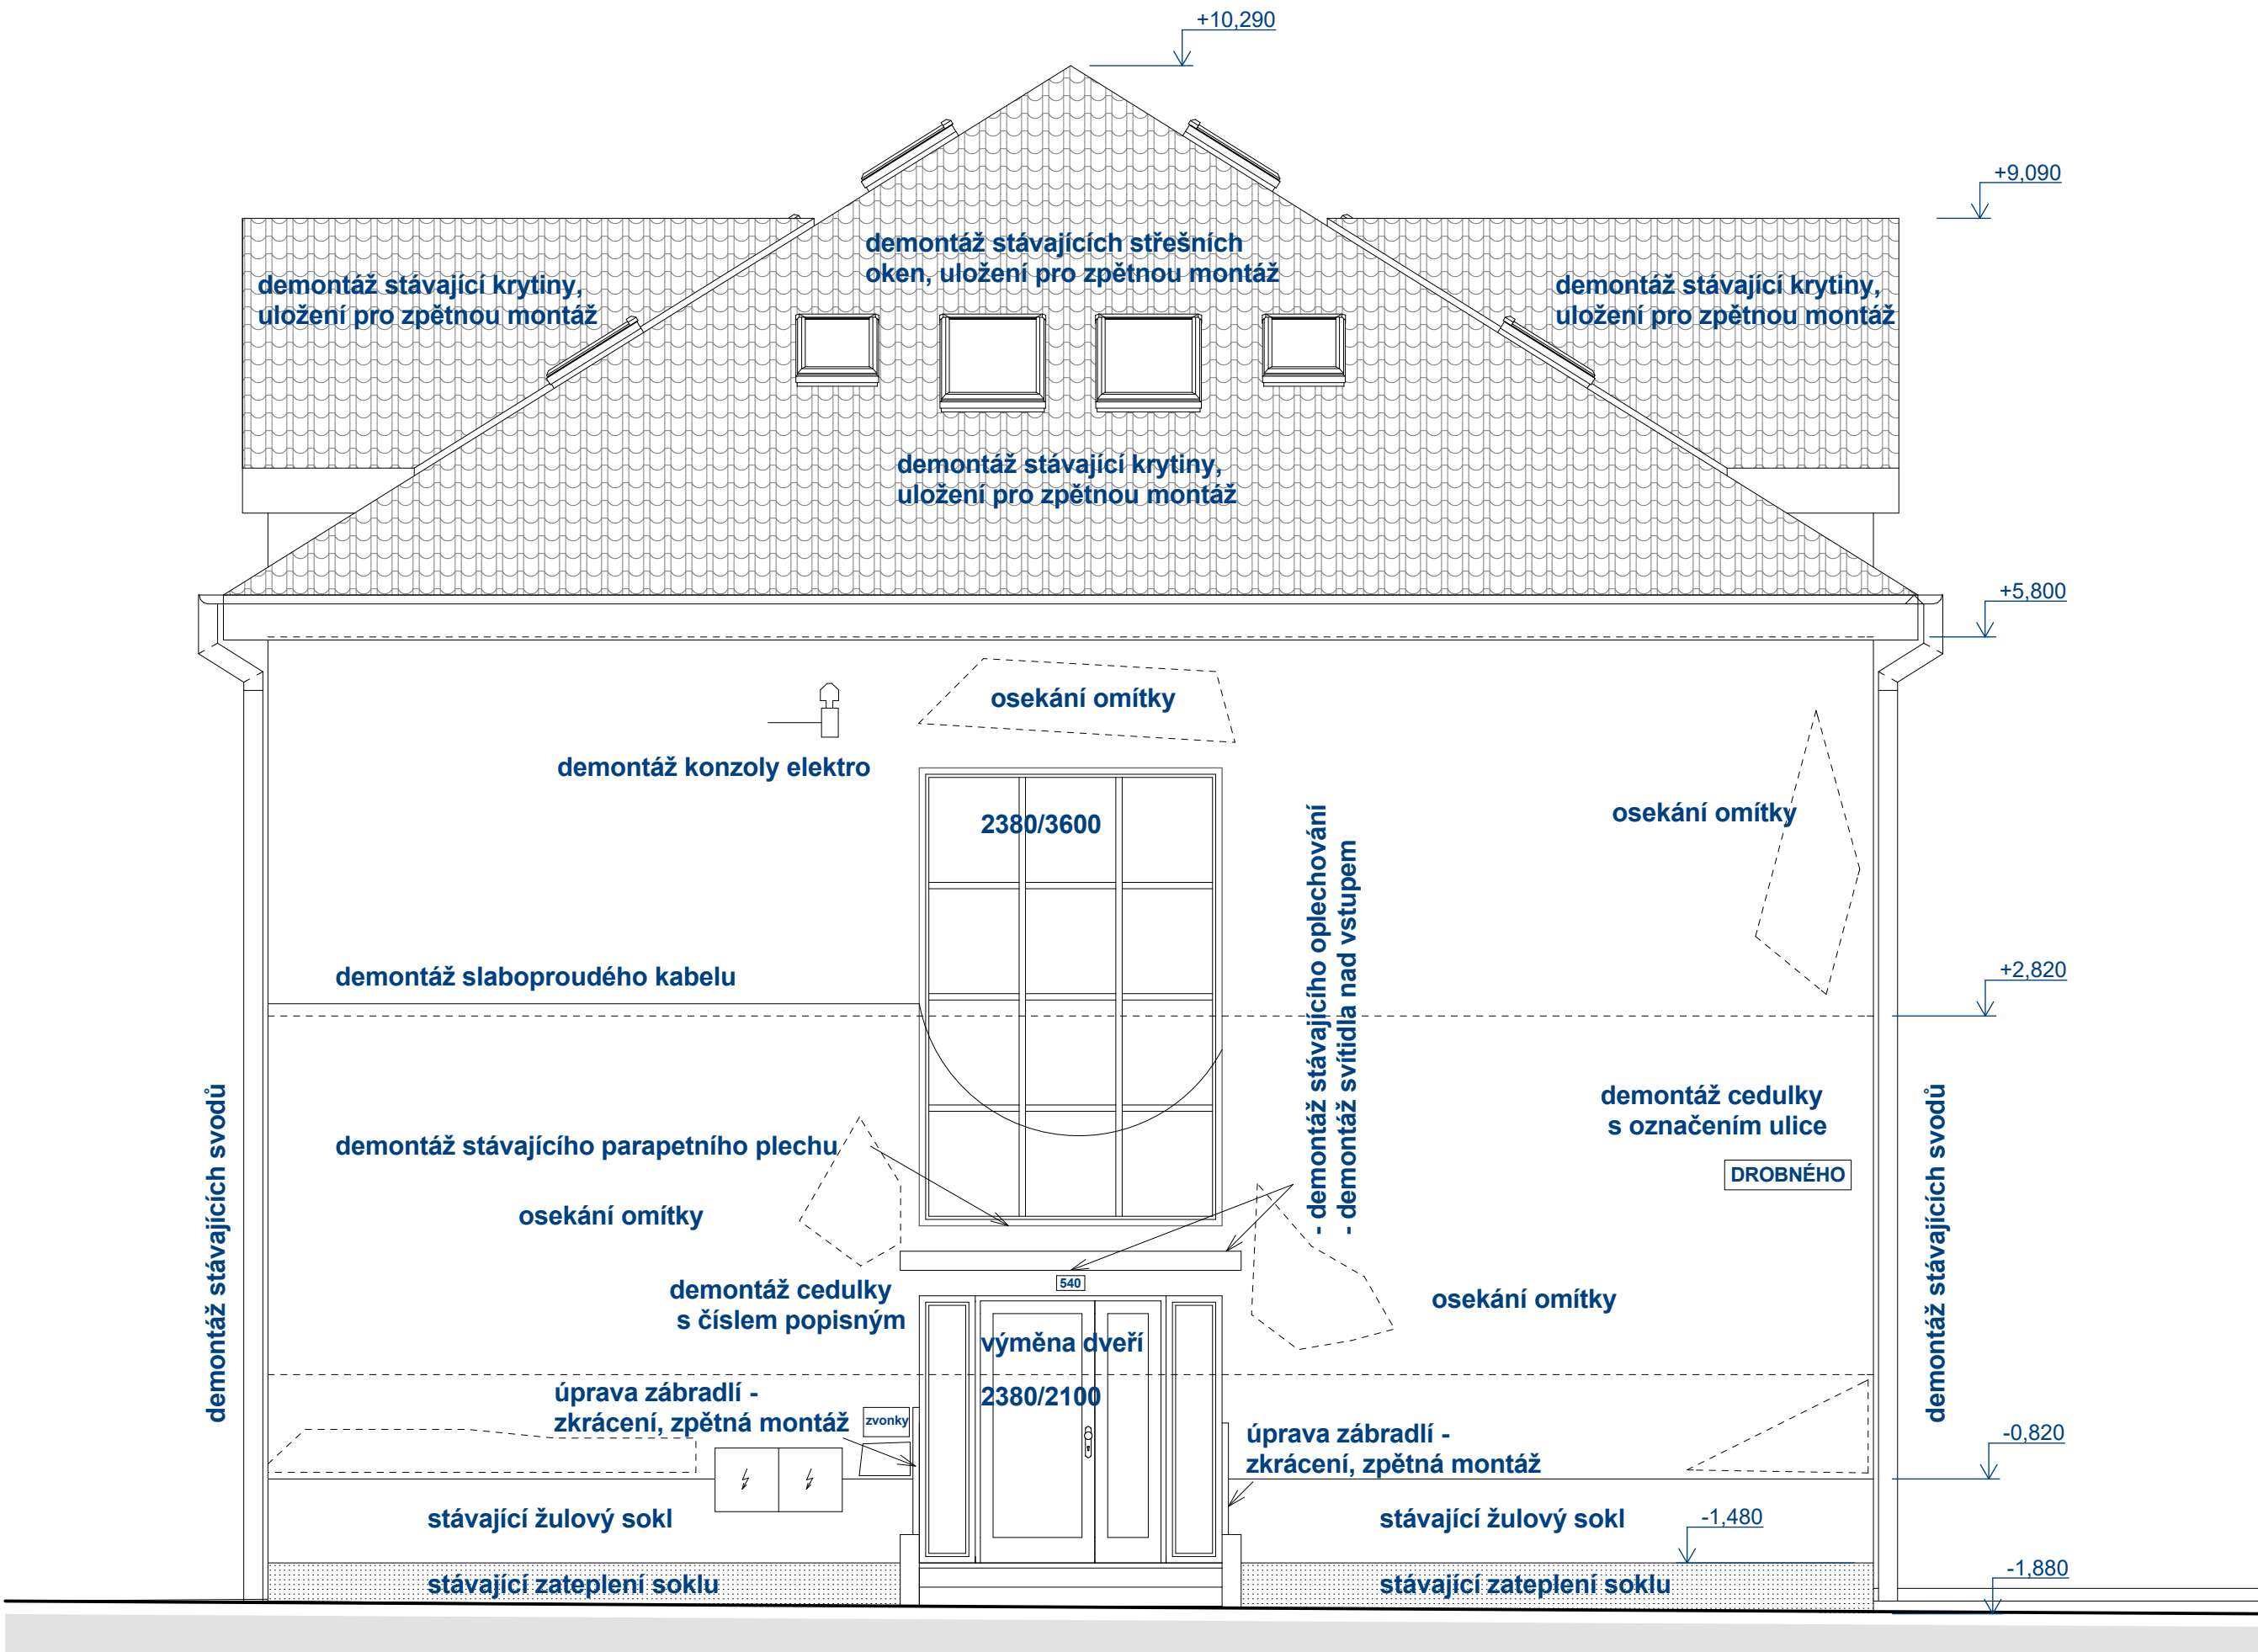 +10,290
+9,090
demontáž stávajících střešních
oken, uložení pro zpětnou montáž
demontáž stávající krytiny,
uložení pro zpětnou montáž
demontáž stávající krytiny,
uložení pro zpětnou montáž
demontáž stávající krytiny,
uložení pro zpětnou montáž
+5,800
osekání omítky
demontáž konzoly elektro
2380/3600
osekání omítky
- demontáž stávajícího oplechování
- demontáž svítidla nad vstupem
demontáž slaboproudého kabelu
+2,820
demontáž stávajících svodů
demontáž stávajících svodů
demontáž cedulky
s označením ulice
DROBNÉHO
demontáž stávajícího parapetního plechu
osekání omítky
540
demontáž cedulky
s číslem popisným
osekání omítky
výměna dveří
2380/2100
úprava zábradlí -
zkrácení, zpětná montáž
zvonky
úprava zábradlí -
zkrácení, zpětná montáž
-0,820
stávající žulový sokl
stávající žulový sokl
-1,480
stávající zateplení soklu
stávající zateplení soklu
-1,880